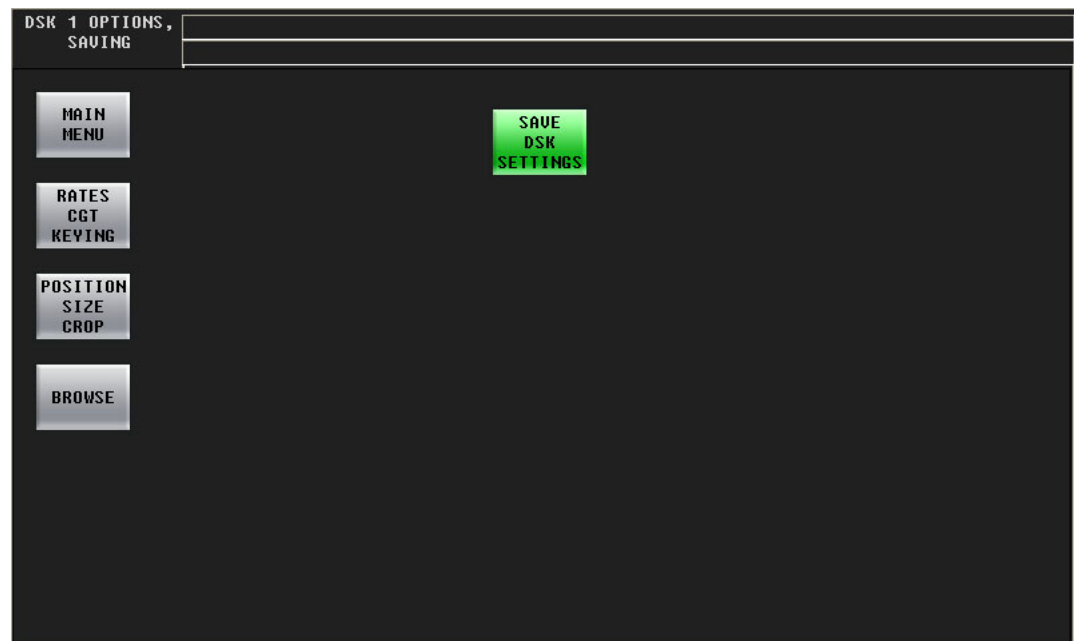 DSK 1 OPTIONS,
SAVING
MAIN
MENU
SAVE
DSK
SETTINGS
RATES
CGT
KEYING
POSITION
SIZE
CROP
BROWSE